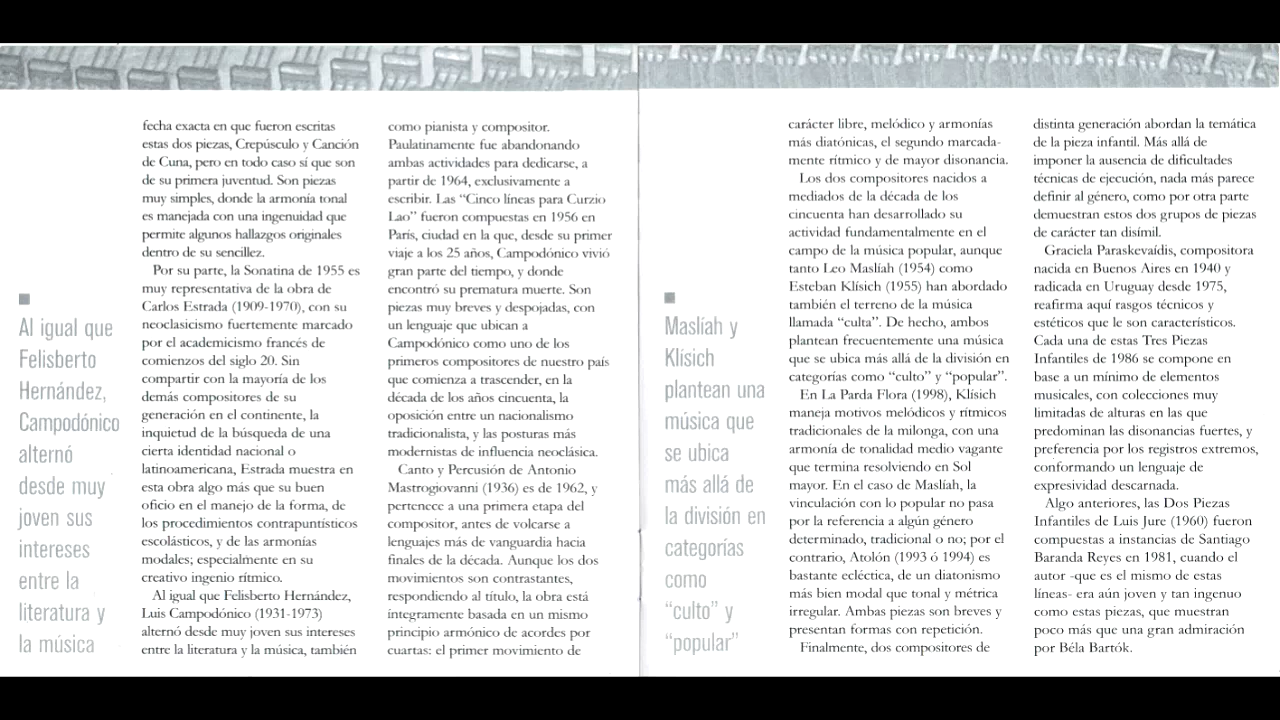 Al igual que
Felisberto
Hernández,
Campodónico
alternó
desde muy
joven sus
intereses
entre la
literatura y
la música
fecha exacta en que fueron escritas
estas dos piezas, Crepúsculo y Canción
de Cuna, pero en todo caso sí que son
de su primera juventud. Son piezas
muy simples, donde la armonía tonal
es manejada con una ingenuidad que
permite algunos hallazgos originales
dentro de su sencillez.
Por su parte, la Sonatina de 1955 es
muy representativa de la obra de
Carlos Estrada (1909-1970), con su
neoclasicismo fuertemente marcado
por el academicismo francés de
comienzos del siglo 20. Sin
compartir con la mayoría de los
demás compositores de su
generación en el continente, la
inquietud de la búsqueda de una
cierta identidad nacional o
latinoamericana, Estrada muestra en
esta obra algo más que su buen
oficio en el manejo de la forma, de
los procedimientos contrapuntísticos
escolásticos, y de las armonías
modales; especialmente en su
creativo ingenio rítmico.
Al igual que Felisberto Hernández,
Luis Campodónico (1931-1973)
alternó desde muy joven sus intereses
entre la literatura y la música, también
como pianista y compositor.
Paulatinamente fue abandonando
ambas actividades para dedicarse, a
partir de 1964, exclusivamente a
escribir. Las “Cinco líneas para Curzio
Lao” fueron compuestas en 1956 en
París, ciudad en la que, desde su primer
viaje a los 25 años, Campodónico vivió
gran parte del tiempo, y donde
encontró su prematura muerte. Son
piezas muy breves y despojadas, con
un lenguaje que ubican a
Campodónico como uno de los
primeros compositores de nuestro país
que comienza a trascender, en la
década de los años cincuenta, la
oposición entre un nacionalismo
tradicionalista, y las posturas más
modernistas de influencia neoclásica.
Canto y Percusión de Antonio
Mastrogiovanni (1936) es de 1962, y
pertenece a una primera etapa del
compositor, antes de volcarse a
lenguajes más de vanguardia hacia
finales de la década. Aunque los dos
movimientos son contrastantes,
respondiendo al título, la obra está
íntegramente basada en un mismo
principio armónico de acordes por
cuartas: el primer movimiento de
Maslíah y
Klísich
plantean una
música que
se ubica
más allá de
la división en
categorías
como
“culto” y
“popular”
carácter libre, melódico y armonías
más diatónicas, el segundo marcada-
mente rítmico y de mayor disonancia.
Los dos compositores nacidos a
mediados de la década de los
cincuenta han desarrollado su
actividad fundamentalmente en el
campo de la música popular, aunque
tanto Leo Maslíah (1954) como
Esteban Klísich (1955) han abordado
también el terreno de la música
llamada “culta”. De hecho, ambos
plantean frecuentemente una música
que se ubica más allá de la división en
categorías como “culto” y “popular”.
En La Parda Flora (1998), Klísich
maneja motivos melódicos y rítmicos
tradicionales de la milonga, con una
armonía de tonalidad medio vagante
que termina resolviendo en Sol
mayor. En el caso de Maslíah, la
vinculación con lo popular no pasa
por la referencia a algún género
determinado, tradicional o no; por el
contrario, Atolón (1993 ó 1994) es
bastante ecléctica, de un diatonismo
más bien modal que tonal y métrica
irregular. Ambas piezas son breves y
presentan formas con repetición.
Finalmente, dos compositores de
distinta generación abordan la temática
de la pieza infantil. Más allá de
imponer la ausencia de dificultades
técnicas de ejecución, nada más parece
definir al género, como por otra parte
demuestran estos dos grupos de piezas
de carácter tan disímil.
Graciela Paraskevaídis, compositora
nacida en Buenos Aires en 1940 y
radicada en Uruguay desde 1975,
reafirma aquí rasgos técnicos y
estéticos que le son característicos.
Cada una de estas Tres Piezas
Infantiles de 1986 se compone en
base a un mínimo de elementos
musicales, con colecciones muy
limitadas de alturas en las que
predominan las disonancias fuertes, y
preferencia por los registros extremos,
conformando un lenguaje de
expresividad descarnada.
Algo anteriores, las Dos Piezas
Infantiles de Luis Jure (1960) fueron
compuestas a instancias de Santiago
Baranda Reyes en 1981, cuando el
autor -que es el mismo de estas
líneas- era aún joven y tan ingenuo
como estas piezas, que muestran
poco más que una gran admiración
por Béla Bartók.